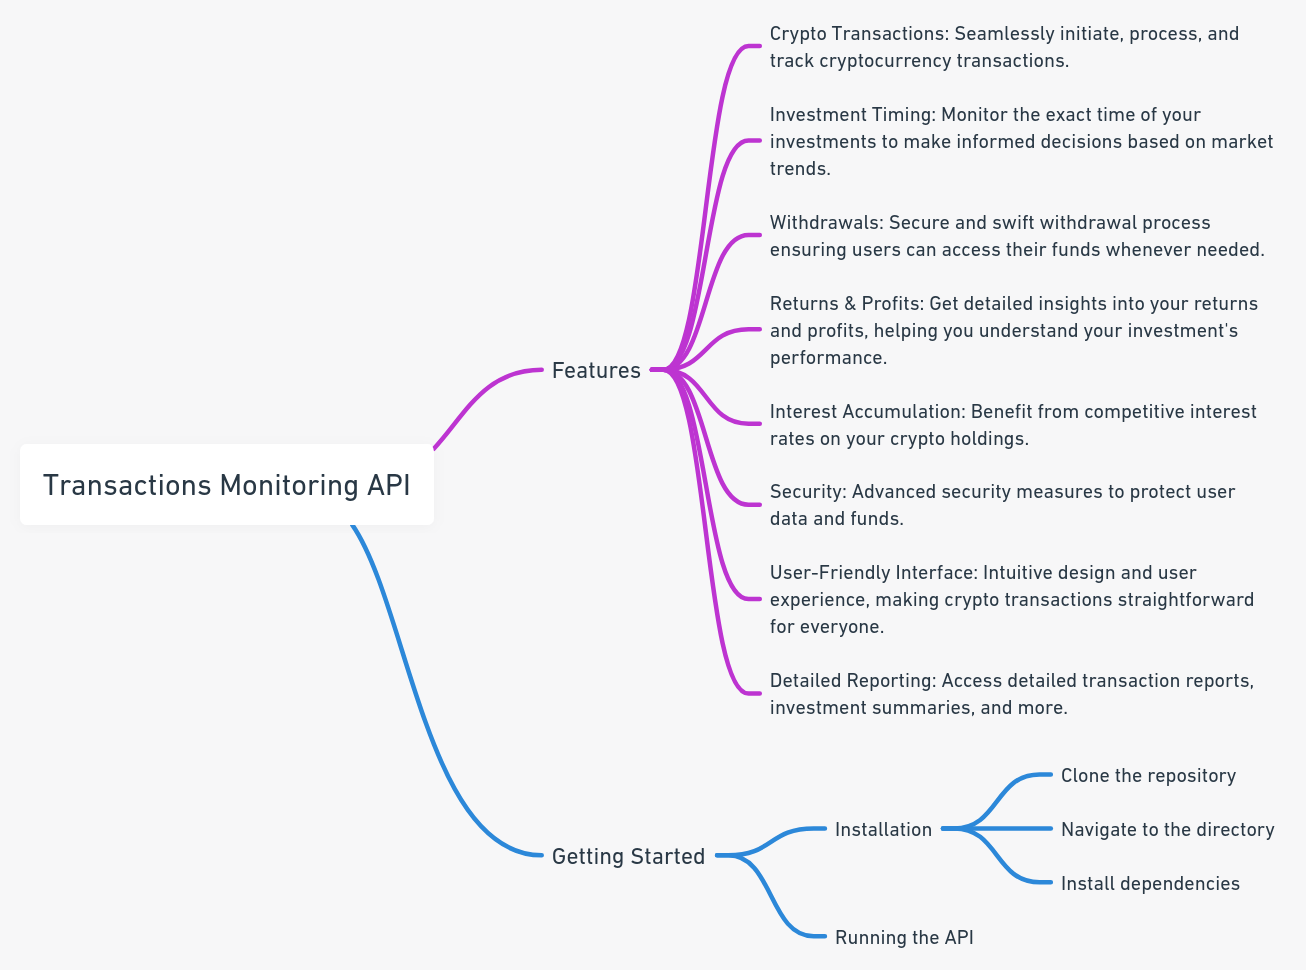 Transactions Monitoring API
Features
Crypto Transactions: Seamlessly initiate, process, and
track cryptocurrency transactions.
Investment Timing: Monitor the exact time of your
investments to make informed decisions based on market
trends.
Withdrawals: Secure and swift withdrawal process
ensuring users can access their funds whenever needed.
Returns & Profits: Get detailed insights into your returns
and profits, helping you understand your investment's
performance.
Interest Accumulation: Benefit from competitive interest
rates on your crypto holdings.
Security: Advanced security measures to protect user
data and funds.
User-Friendly Interface: Intuitive design and user
experience, making crypto transactions straightforward
for everyone.
Detailed Reporting: Access detailed transaction reports,
investment summaries, and more.
Getting Started
Installation
Clone the repository
Navigate to the directory
Install dependencies
Running the API